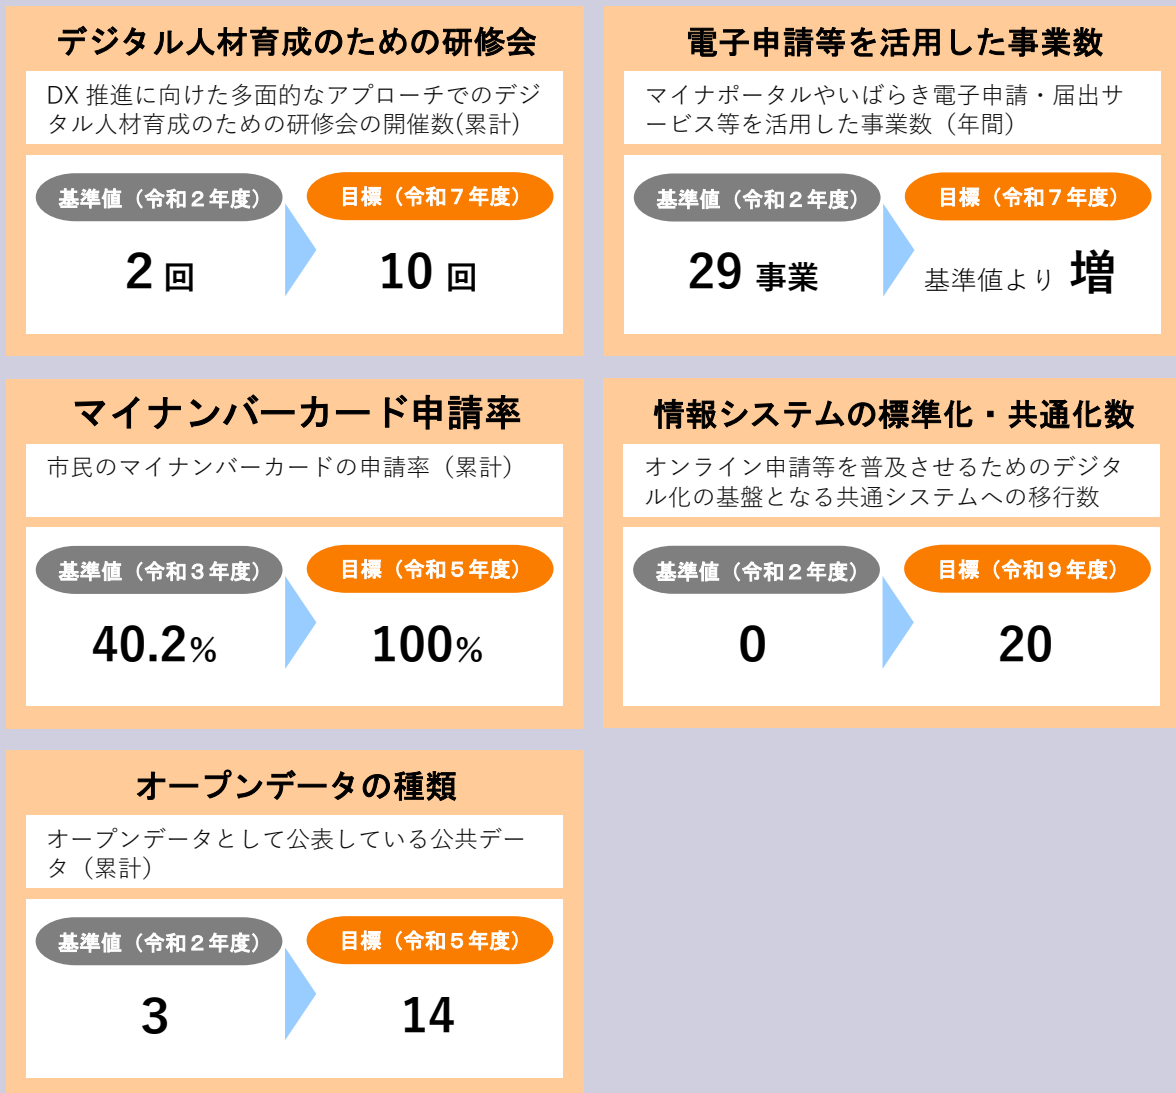 デジタル人材育成のための研修会
DX 推進に向けた多面的なアプローチでのデジ
タル人材育成のための研修会の開催数(累計)
基準値（令和２年度）
目標（令和７年度）
2 回
10 回
電子申請等を活用した事業数
マイナポータルやいばらき電子申請・届出サ
ービス等を活用した事業数（年間）
基準値（令和２年度）
目標（令和７年度）
29 事業
基準値より 増
マイナンバーカード申請率
市民のマイナンバーカードの申請率（累計）
基準値（令和３年度）
目標（令和５年度）
40.2%
100%
情報システムの標準化・共通化数
オンライン申請等を普及させるためのデジタ
ル化の基盤となる共通システムへの移行数
基準値（令和２年度）
目標（令和９年度）
0
20
オープンデータの種類
オープンデータとして公表している公共デー
タ（累計）
基準値（令和２年度）
目標（令和５年度）
3
14